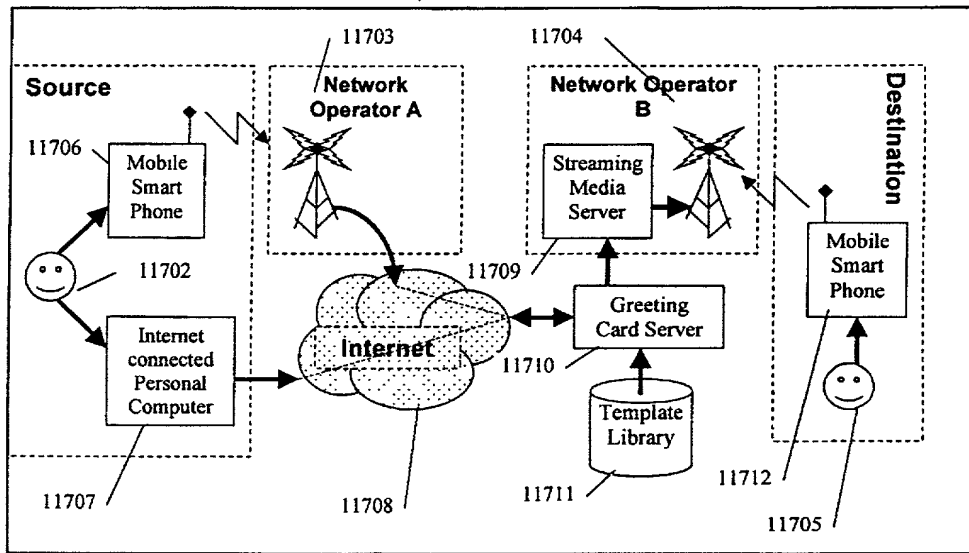 11703
11704
Source
Network
Operator A
Network Operator
B
Destination
11706
Mobile
Smart
Phone
Streaming
Media
Server
11702
11709
Mobile
Smart
Phone
Internet
connected
Personal
Computer
Internet
Greeting
Card Server
11710
Template
Library
11707
11708
11711
11712
11705